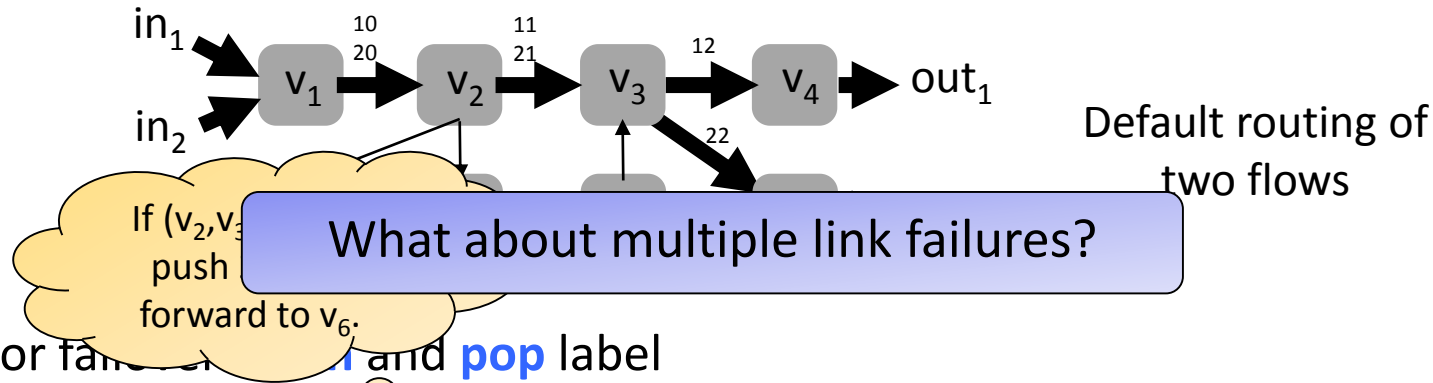 in₁
10
20
11
21
12
v₁
v₂
v₃
v₄
out₁
in₂
22
Default routing of
two flows
If (v₂,v₃
push
forward to v₆.
What about multiple link failures?
and pop label